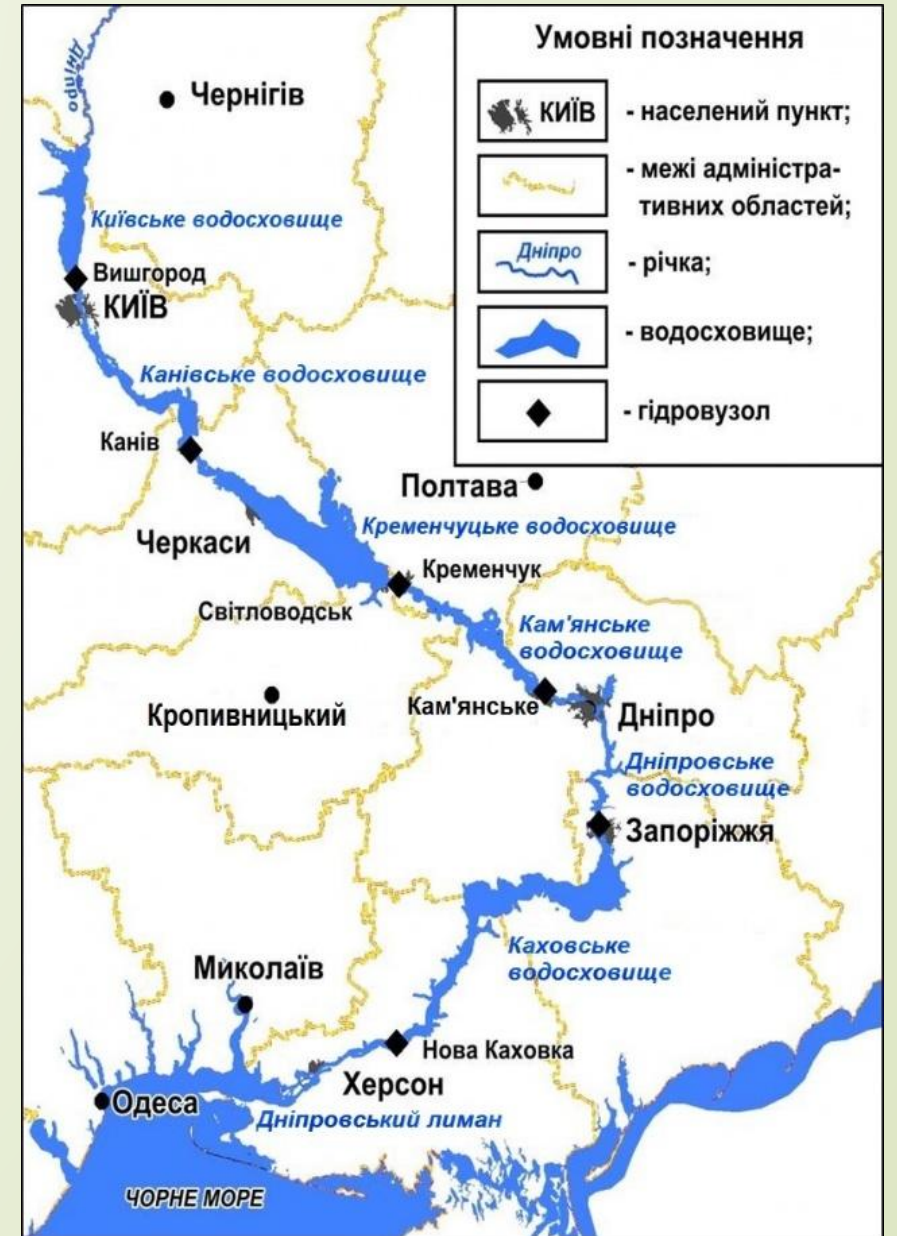 Умовні позначення
КИЇВ
- населений пункт;
- межі адміністра-
тивних областей;
Дніпро
- річка;
- водосховище;
- гідровузол
Дніпро
Чернігів
Київське водосховище
Вишгород
КИЇВ
Канівське водосховище
Канів
Полтава
Кременчуцьке водосховище
Черкаси
Кременчук
Світловодськ
Кам'янське
водосховище
Кропивницький
Кам'янське
Дніпро
Дніпровське
водосховище
Запоріжжя
Каховське
водосховище
Миколаїв
Нова Каховка
Херсон
Одеса
Дніпровський лиман
ЧОРНЕ МОРЕ